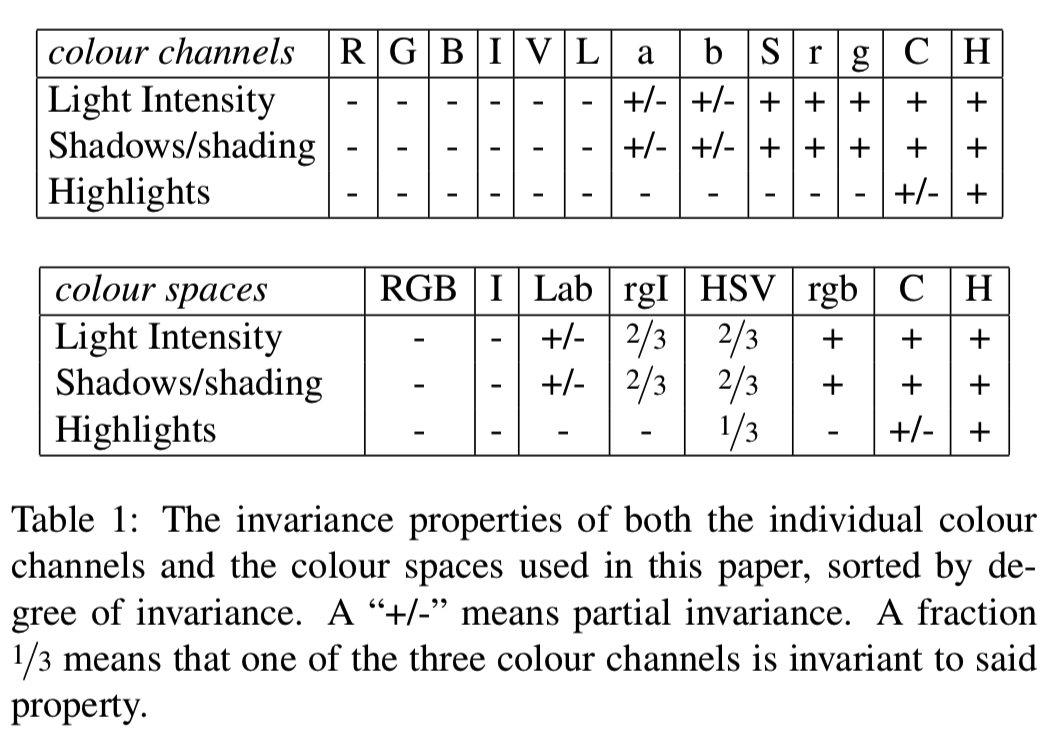 colour channels R G B I V L a b S r g C H
Light Intensity - - - - - - +/- +/- + + + + +
Shadows/shading - - - - - - +/- +/- + + + + +
Highlights - - - - - - - - - - - +/- +
colour spaces RGB I Lab rgI HSV rgb C H
Light Intensity - - +/- 2/3 2/3 + + +
Shadows/shading - - +/- 2/3 2/3 + + +
Highlights - - - - 1/3 - +/- +
Table 1: The invariance properties of both the individual colour
channels and the colour spaces used in this paper, sorted by de-
gree of invariance. A “+/-” means partial invariance. A fraction
1/3 means that one of the three colour channels is invariant to said
property.